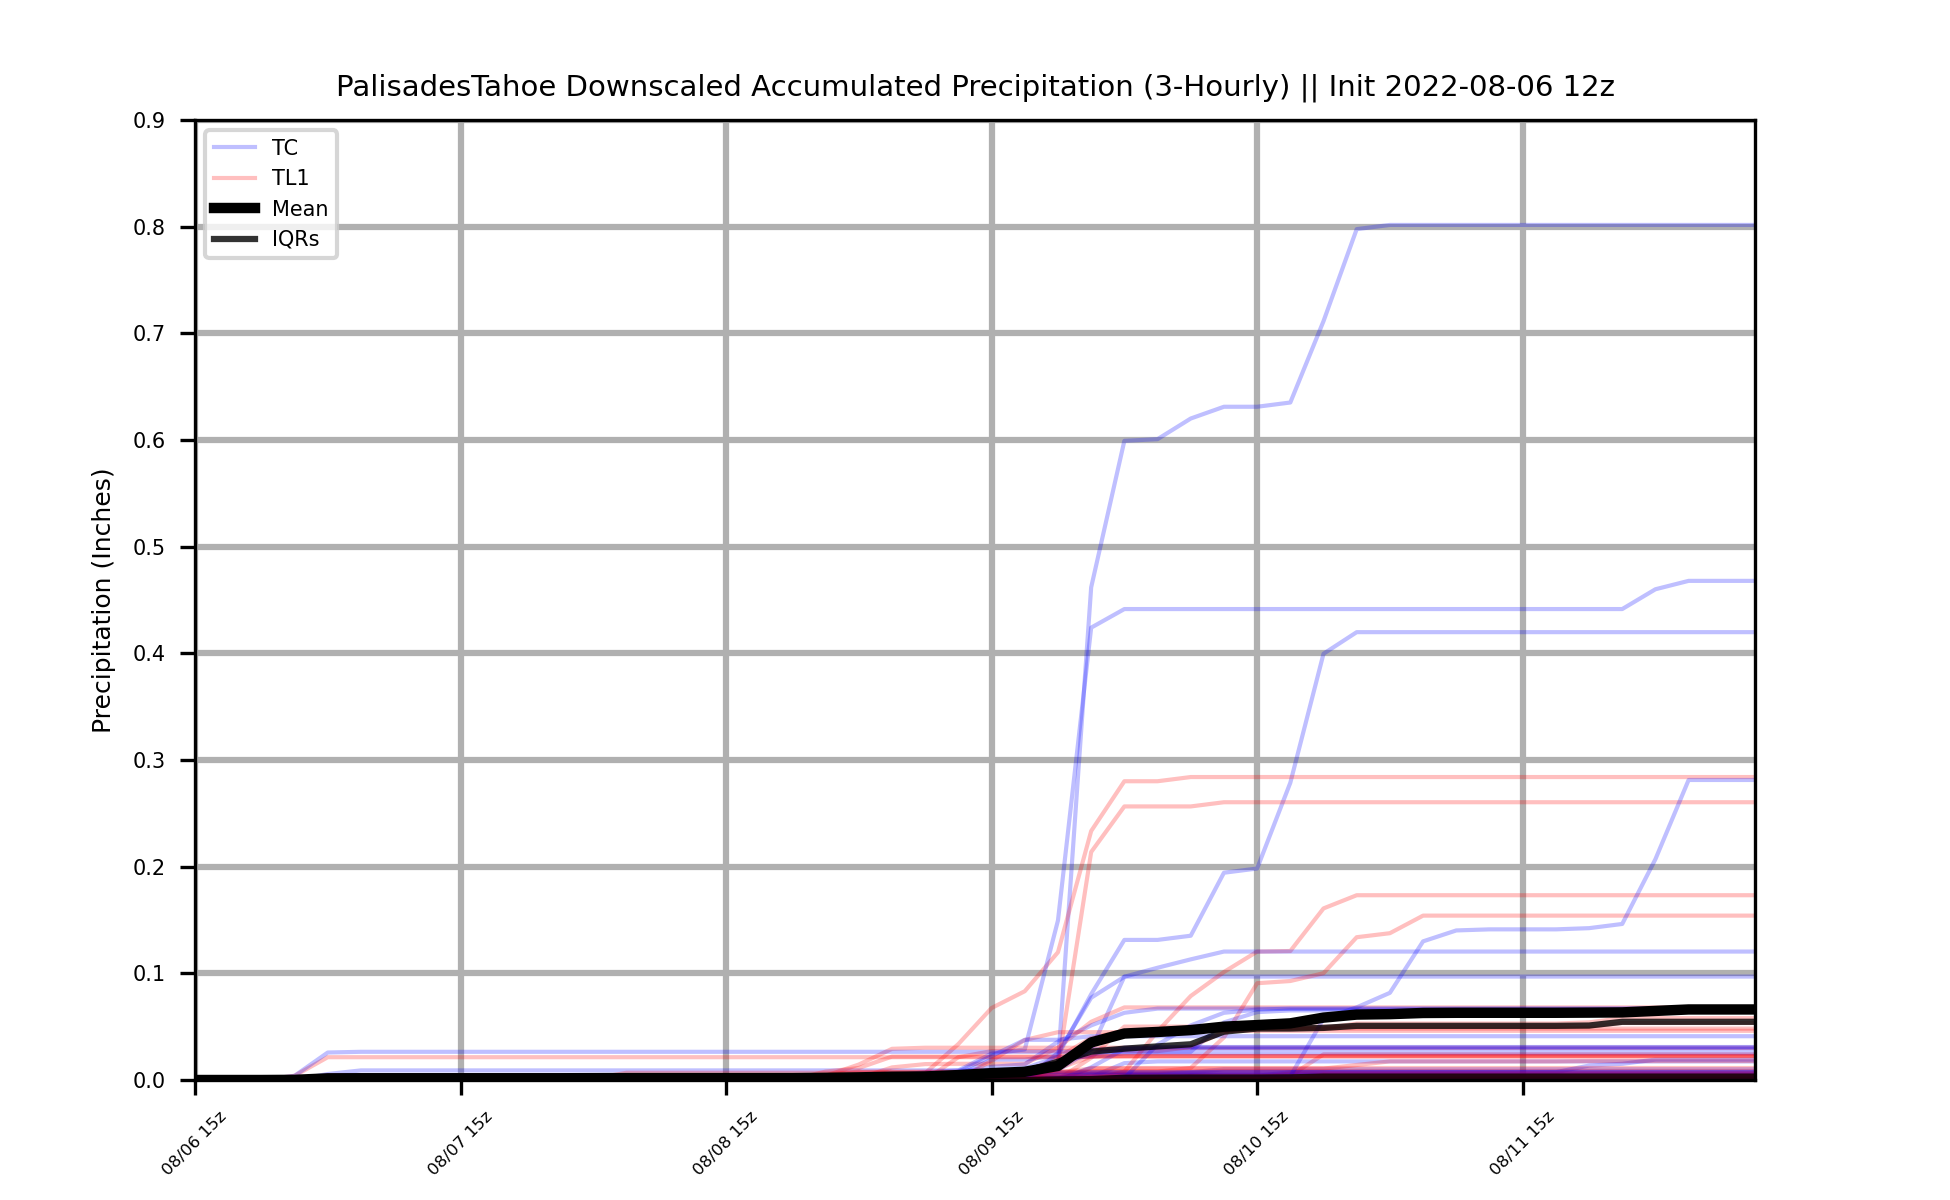 PalisadesTahoe Downscaled Accumulated Precipitation (3-Hourly) || Init 2022-08-06 12z
0.9
0.8
0.7
0.6
0.5
0.4
0.3
0.2
0.1
0.0
Precipitation (Inches)
TC
TL1
Mean
IQRs
08/06 15z
08/07 15z
08/08 15z
08/09 15z
08/10 15z
08/11 15z